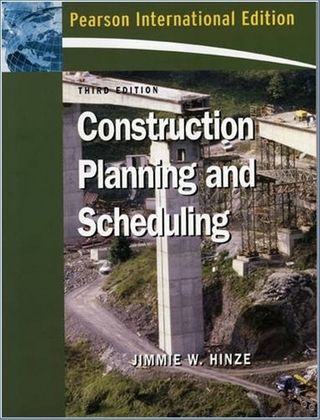 Pearson International Edition
THIRD EDITION
Construction
Planning and
Scheduling
JIMMIE W. HINZE